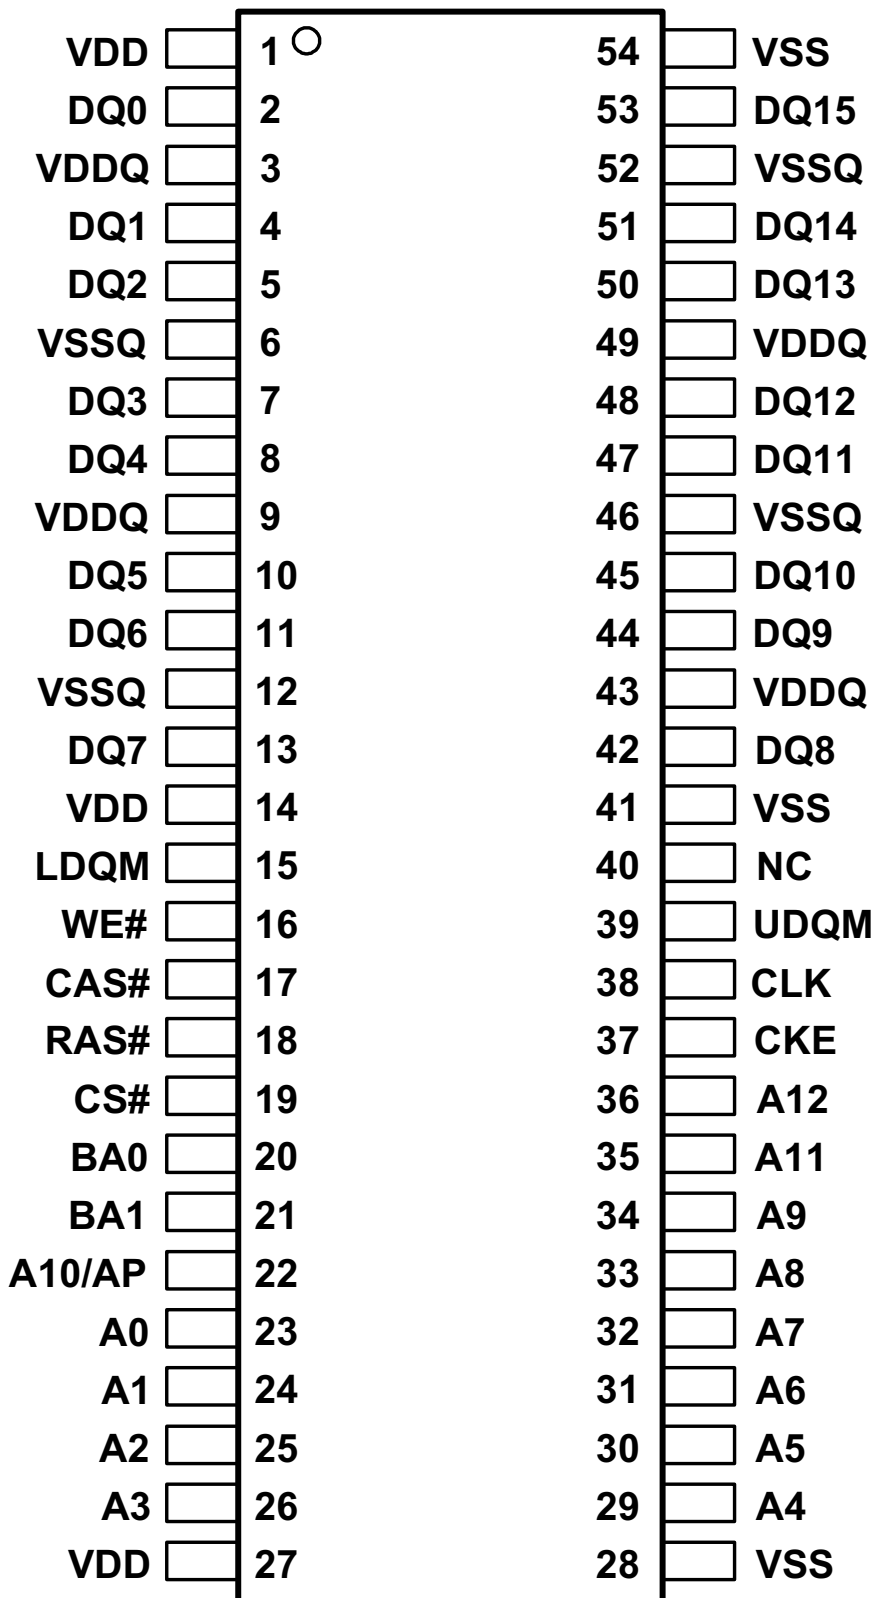 VDD 1 54 VSS
DQ0 2 53 DQ15
VDDQ 3 52 VSSQ
DQ1 4 51 DQ14
DQ2 5 50 DQ13
VSSQ 6 49 VDDQ
DQ3 7 48 DQ12
DQ4 8 47 DQ11
VDDQ 9 46 VSSQ
DQ5 10 45 DQ10
DQ6 11 44 DQ9
VSSQ 12 43 VDDQ
DQ7 13 42 DQ8
VDD 14 41 VSS
LDQM 15 40 NC
WE# 16 39 UDQM
CAS# 17 38 CLK
RAS# 18 37 CKE
CS# 19 36 A12
BA0 20 35 A11
BA1 21 34 A9
A10/AP 22 33 A8
A0 23 32 A7
A1 24 31 A6
A2 25 30 A5
A3 26 29 A4
VDD 27 28 VSS